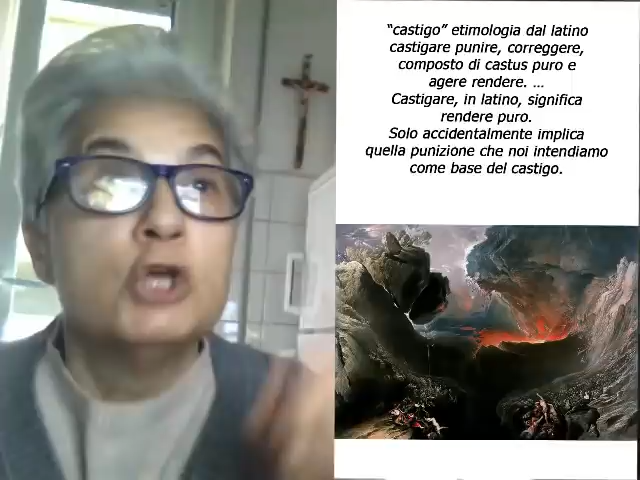 “castigo” etimologia dal latino
castigare punire, correggere,
composto di castus puro e
agere rendere. ...
Castigare, in latino, significa
rendere puro.
Solo accidentalmente implica
quella punizione che noi intendiamo
come base del castigo.